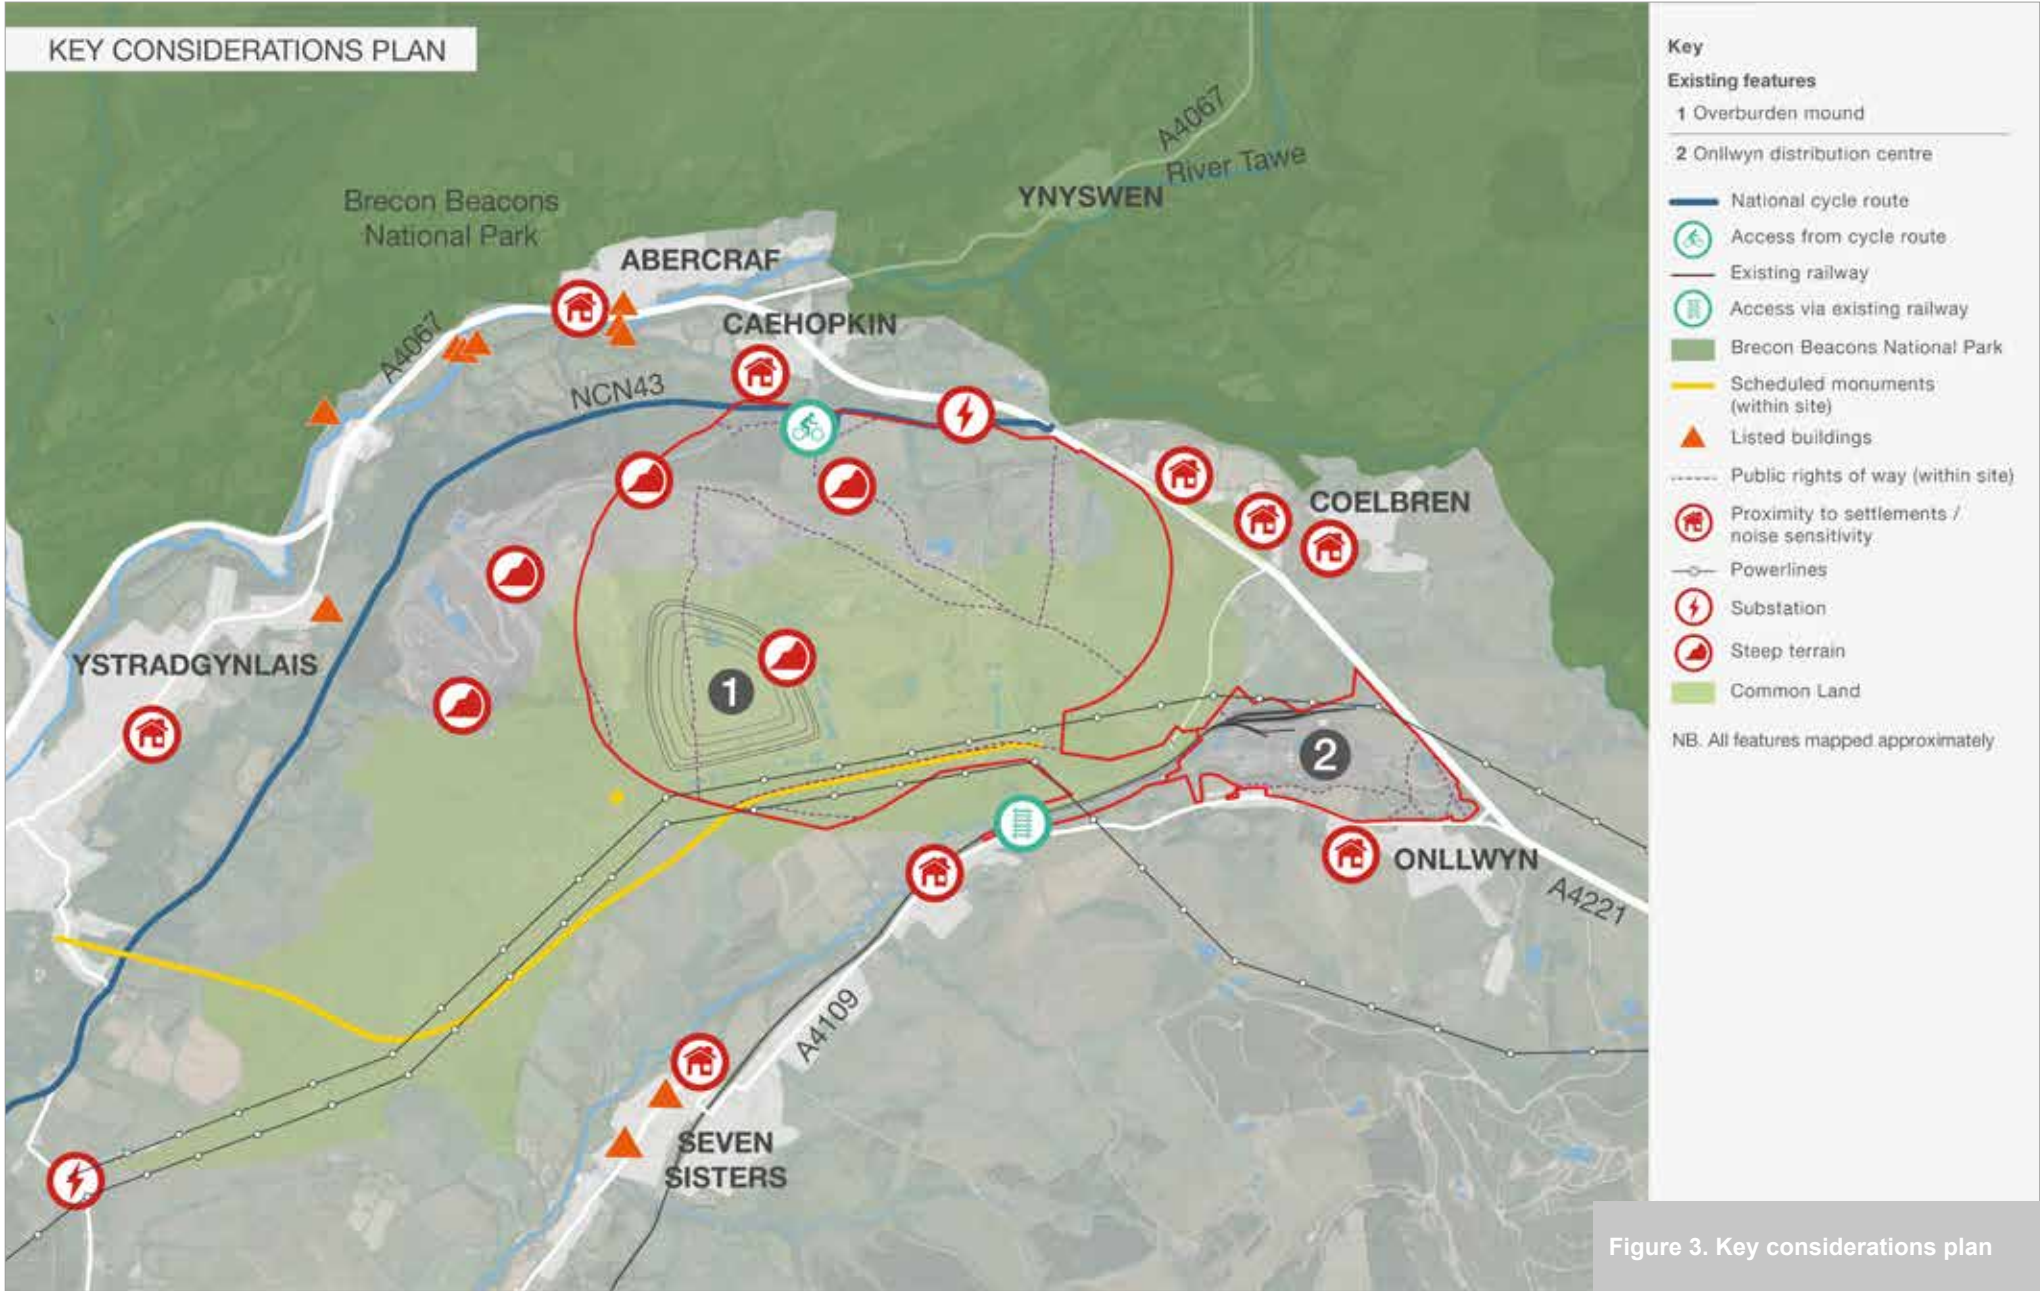 KEY CONSIDERATIONS PLAN
A4067
River Tawe
YNYSWEN
Brecon Beacons
National Park
ABERCRAF
CAEHOPKIN
A4067
NCN43
COELBREN
YSTRADGYNLAIS
1
2
ONLLWYN
A4221
A4109
SEVEN
SISTERS
Key
Existing features
1 Overburden mound
2 Onllwyn distribution centre
National cycle route
Access from cycle route
Existing railway
Access via existing railway
Brecon Beacons National Park
Scheduled monuments
(within site)
Listed buildings
Public rights of way (within site)
Proximity to settlements /
noise sensitivity
Powerlines
Substation
Steep terrain
Common Land
NB. All features mapped approximately
Figure 3. Key considerations plan